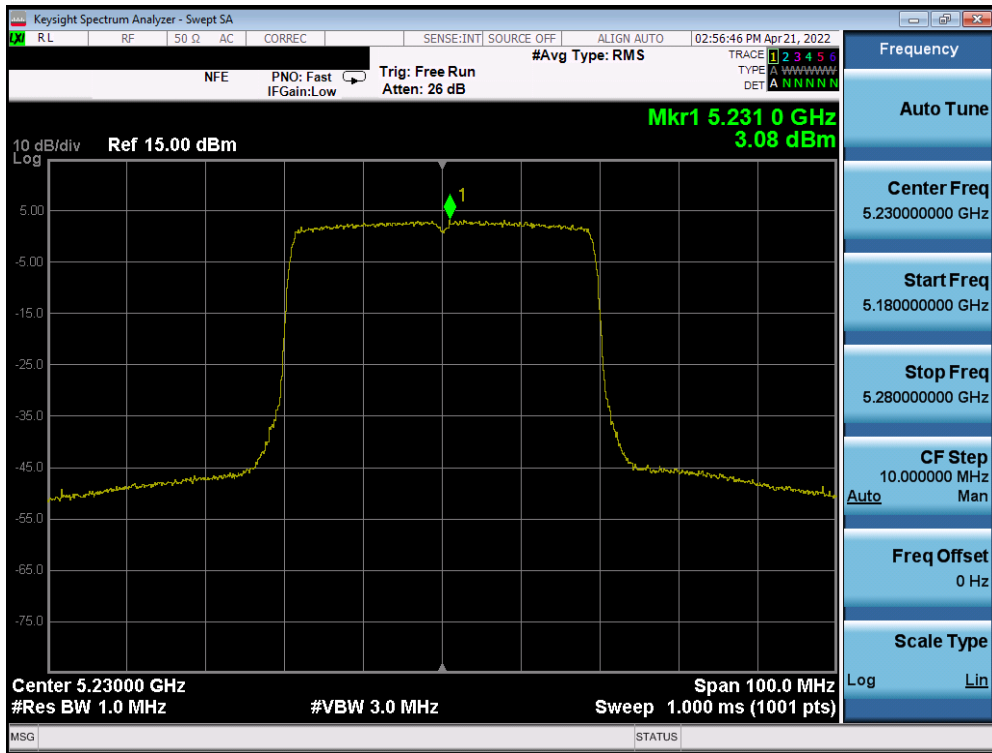 Keysight Spectrum Analyzer - Swept SA
LXI RL RF 50 Ω AC CORREC SENSE:INT SOURCE OFF ALIGN AUTO 02:56:46 PM Apr 21, 2022
#Avg Type: RMS TRACE 1 2 3 4 5 6
NFE PNO: Fast Trig: Free Run TYPE A WWWWW
IFGain:Low Atten: 26 dB DET A N N N N N
Mkr1 5.231 0 GHz
3.08 dBm
10 dB/div Ref 15.00 dBm
Log
1
5.00
-5.00
-15.0
-25.0
-35.0
-45.0
-55.0
-65.0
-75.0
Center 5.23000 GHz Span 100.0 MHz
#Res BW 1.0 MHz #VBW 3.0 MHz Sweep 1.000 ms (1001 pts)
MSG STATUS
Frequency
Auto Tune
Center Freq
5.230000000 GHz
Start Freq
5.180000000 GHz
Stop Freq
5.280000000 GHz
CF Step
10.000000 MHz
Auto Man
Freq Offset
0 Hz
Scale Type
Log Lin